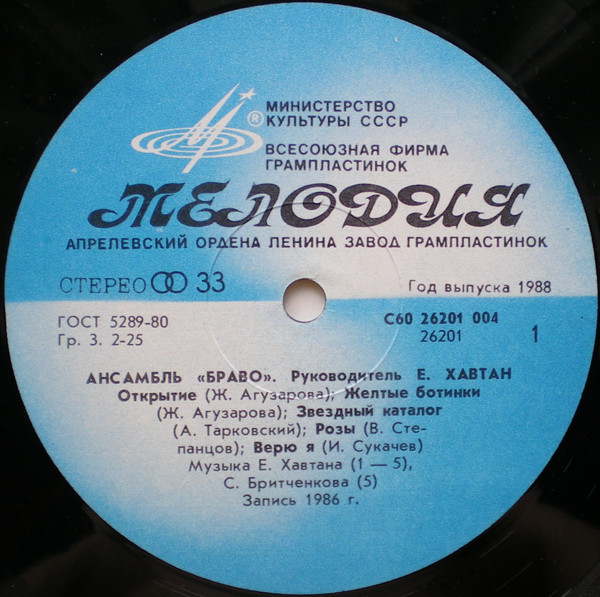 ®
МИНИСТЕРСТВО
КУЛЬТУРЫ СССР
ВСЕСОЮЗНАЯ ФИРМА
ГРАМПЛАСТИНОК
МЕЛОДИЯ
АПРЕЛЕВСКИЙ ОРДЕНА ЛЕНИНА ЗАВОД ГРАМПЛАСТИНОК
СТЕРЕО 33
Год выпуска 1988
ГОСТ 5289-80
С60 26201 004
Гр. 3. 2-25
26201
1
АНСАМБЛЬ «БРАВО». Руководитель Е. ХАВТАН
Открытие (Ж. Агузарова); Желтые ботинки
(Ж. Агузарова); Звездный каталог
(А. Тарковский); Розы (В. Сте-
панцов); Верю я (И. Сукачев)
Музыка Е. Хавтана (1 — 5),
С. Бритченкова (5)
Запись 1986 г.